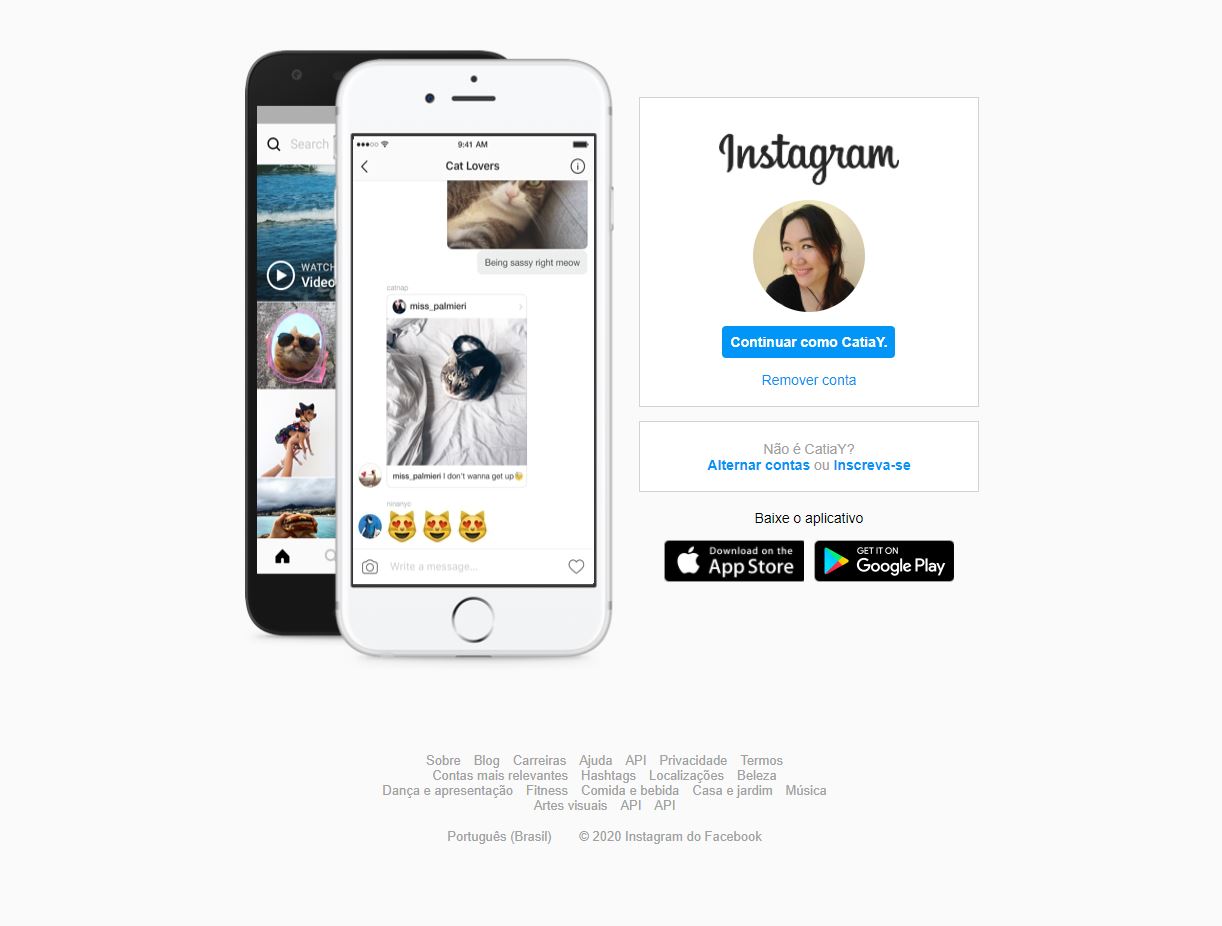 Search
WATCH
Video
9:41 AM
Cat Lovers
Being sassy right meow
catnap
miss_palmieri
miss_palmieri I don't wanna get up
ninanyc
Write a message...
Instagram
Continuar como CatiaY.
Remover conta
Não é CatiaY?
Alternar contas ou Inscreva-se
Baixe o aplicativo
Download on the
App Store
GET IT ON
Google Play
Sobre Blog Carreiras Ajuda API Privacidade Termos
Contas mais relevantes Hashtags Localizações Beleza
Dança e apresentação Fitness Comida e bebida Casa e jardim Música
Artes visuais API API
Português (Brasil) © 2020 Instagram do Facebook